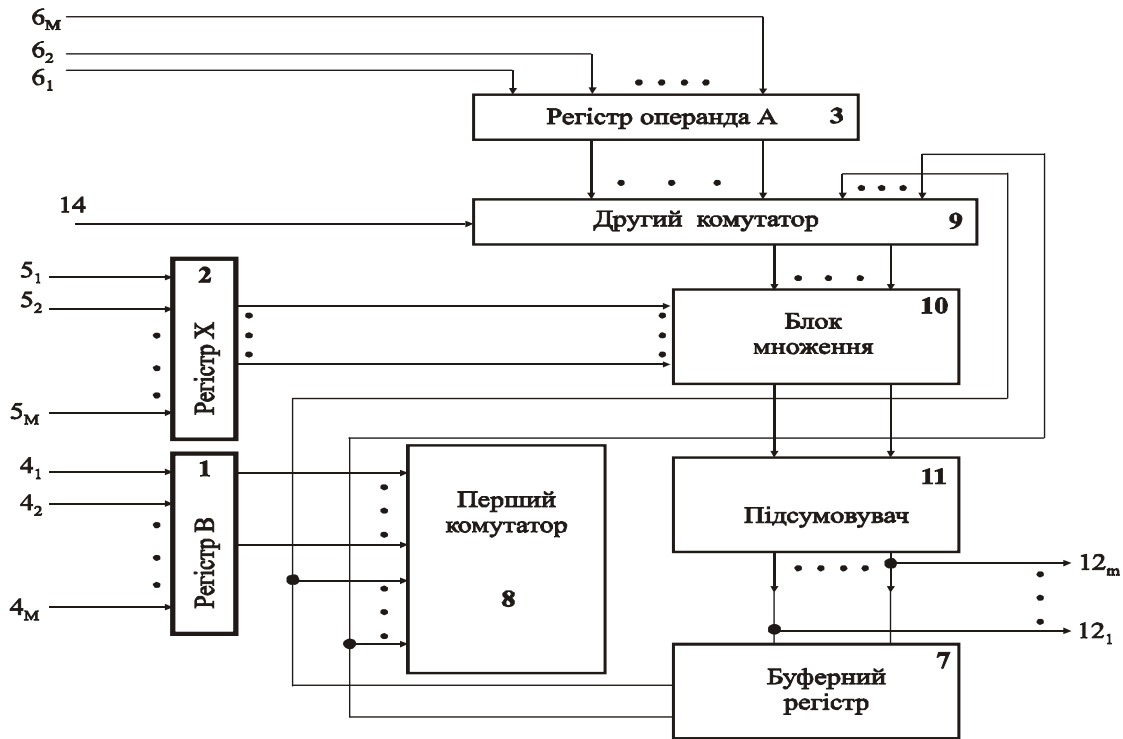 6м
6₂
6₁
Регістр операнда А 3
14
Другий комутатор 9
5₁
5₂
5м
2
Регістр Х
10
Блок
множення
4₁
4₂
4м
1
Регістр В
Перший
комутатор
8
11
Підсумовувач
12m
12₁
7
Буферний
регістр